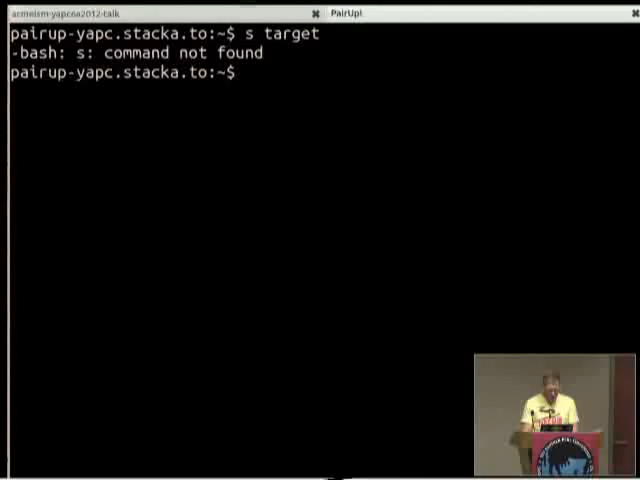 acmeism-yapcna2012-talk
PairUp!
pairup-yapc.stacka.to:~$ s target
-bash: s: command not found
pairup-yapc.stacka.to:~$